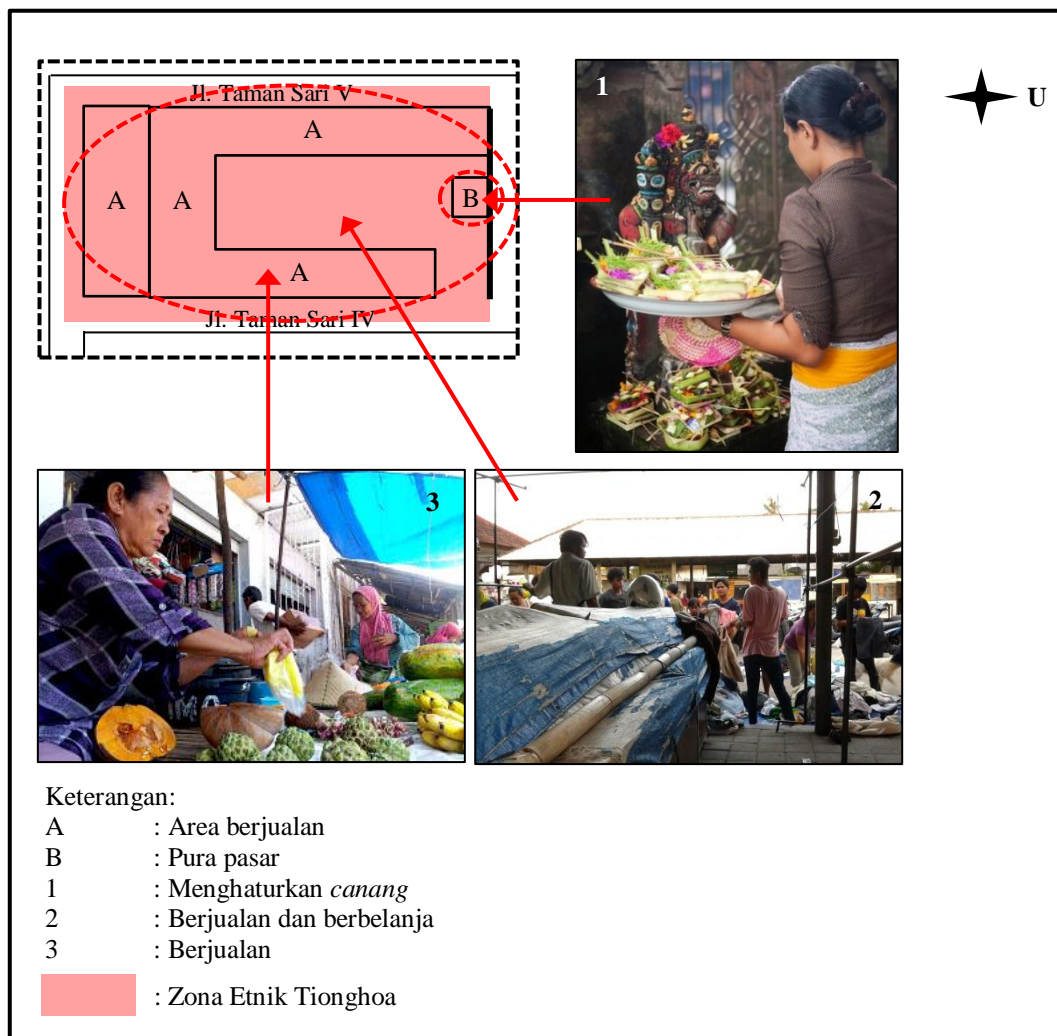 Jl. Taman Sari V
1
U
A
A
A
B
A
Jl. Taman Sari IV
3
2
Keterangan:
A : Area berjualan
B : Pura pasar
1 : Menghaturkan canang
2 : Berjualan dan berbelanja
3 : Berjualan
: Zona Etnik Tionghoa